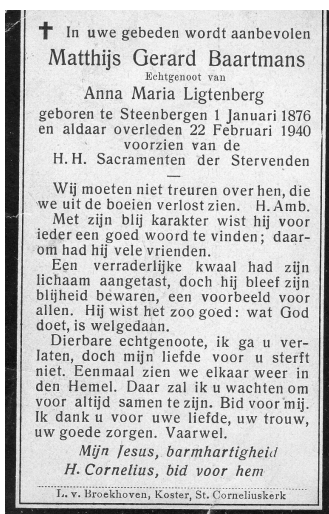 ✝ In uwe gebeden wordt aanbevolen
Matthijs Gerard Baartmans
Echtgenoot van
Anna Maria Ligtenberg
geboren te Steenbergen 1 Januari 1876
en aldaar overleden 22 Februari 1940
voorzien van de
H. H. Sacramenten der Stervenden
—
Wij moeten niet treuren over hen, die
we uit de boeien verlost zien. H. Amb.
Met zijn blij karakter wist hij voor
ieder een goed woord te vinden; daar-
om had hij vele vrienden.
Een verraderlijke kwaal had zijn
lichaam aangetast, doch hij bleef zijn
blijheid bewaren, een voorbeeld voor
allen. Hij wist het zoo goed: wat God
doet, is welgedaan.
Dierbare echtgenoote, ik ga u ver-
laten, doch mijn liefde voor u sterft
niet. Eenmaal zien we elkaar weer in
den Hemel. Daar zal ik u wachten om
voor altijd samen te zijn. Bid voor mij.
Ik dank u voor uwe liefde, uw trouw,
uw goede zorgen. Vaarwel.
Mijn Jesus, barmhartigheid
H. Cornelius, bid voor hem
L. v. Broekhoven, Koster, St. Corneliuskerk